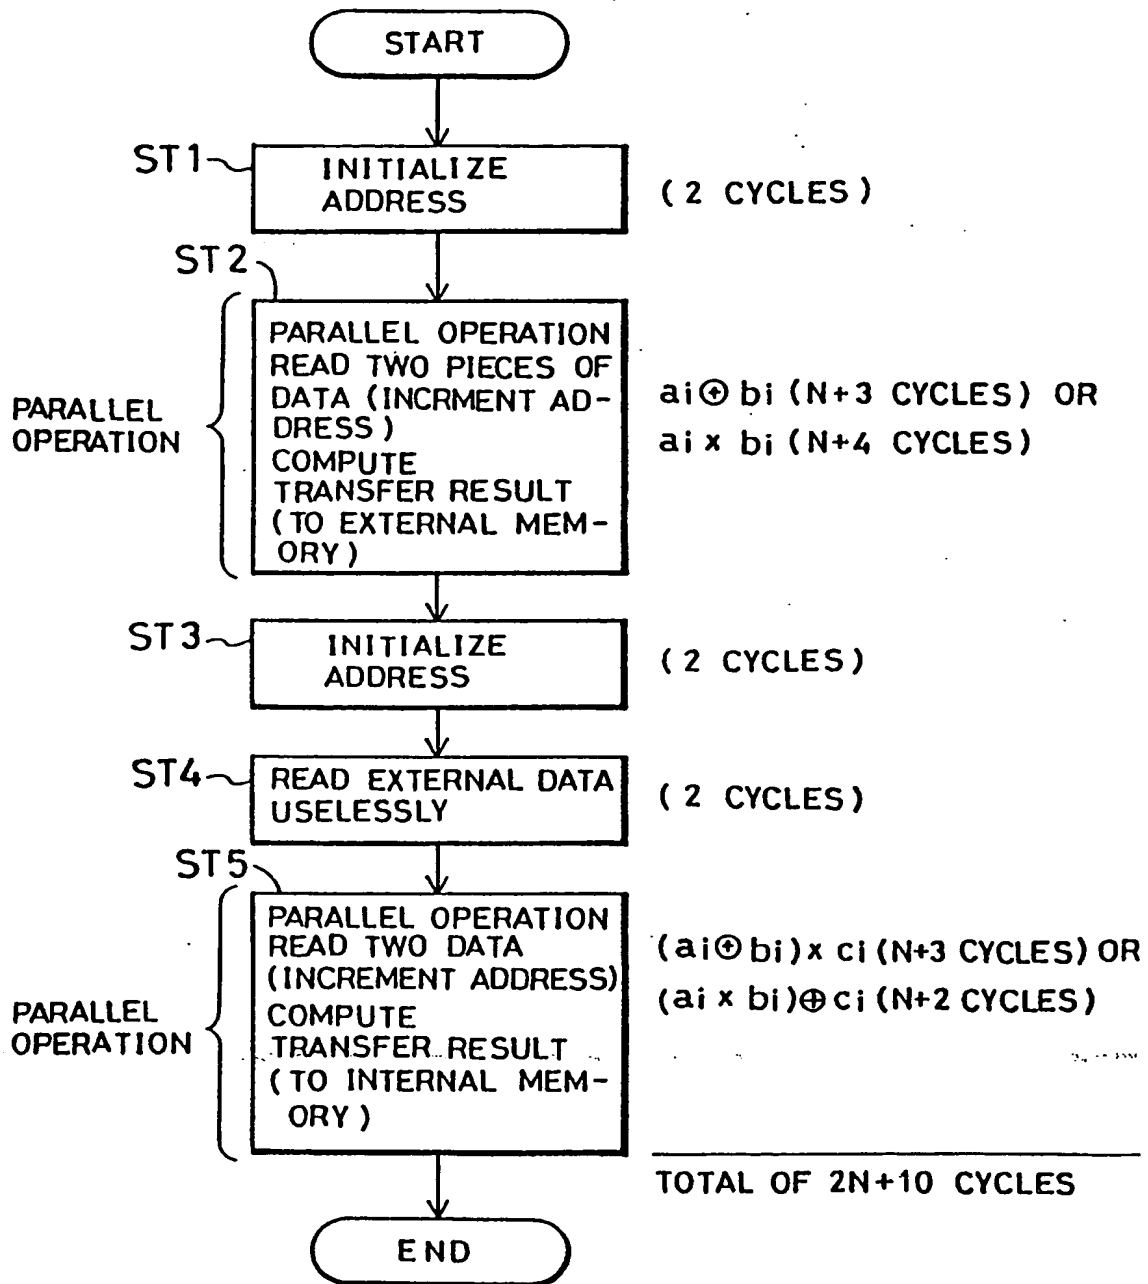 START
ST1
INITIALIZE
ADDRESS
( 2 CYCLES )
ST2
PARALLEL
OPERATION
PARALLEL OPERATION
READ TWO PIECES OF
DATA (INCRMENT AD-
DRESS)
COMPUTE
TRANSFER RESULT
(TO EXTERNAL MEM-
ORY)
ai⊕ bi (N+3 CYCLES) OR
ai x bi (N+4 CYCLES)
ST3
INITIALIZE
ADDRESS
( 2 CYCLES )
ST4
READ EXTERNAL DATA
USELESSLY
( 2 CYCLES )
ST5
PARALLEL
OPERATION
PARALLEL OPERATION
READ TWO DATA
(INCREMENT ADDRESS)
COMPUTE
TRANSFER RESULT
(TO INTERNAL MEM-
ORY)
(ai⊕ bi)x ci (N+3 CYCLES) OR
(ai x bi)⊕ci (N+2 CYCLES)
TOTAL OF 2N+10 CYCLES
END